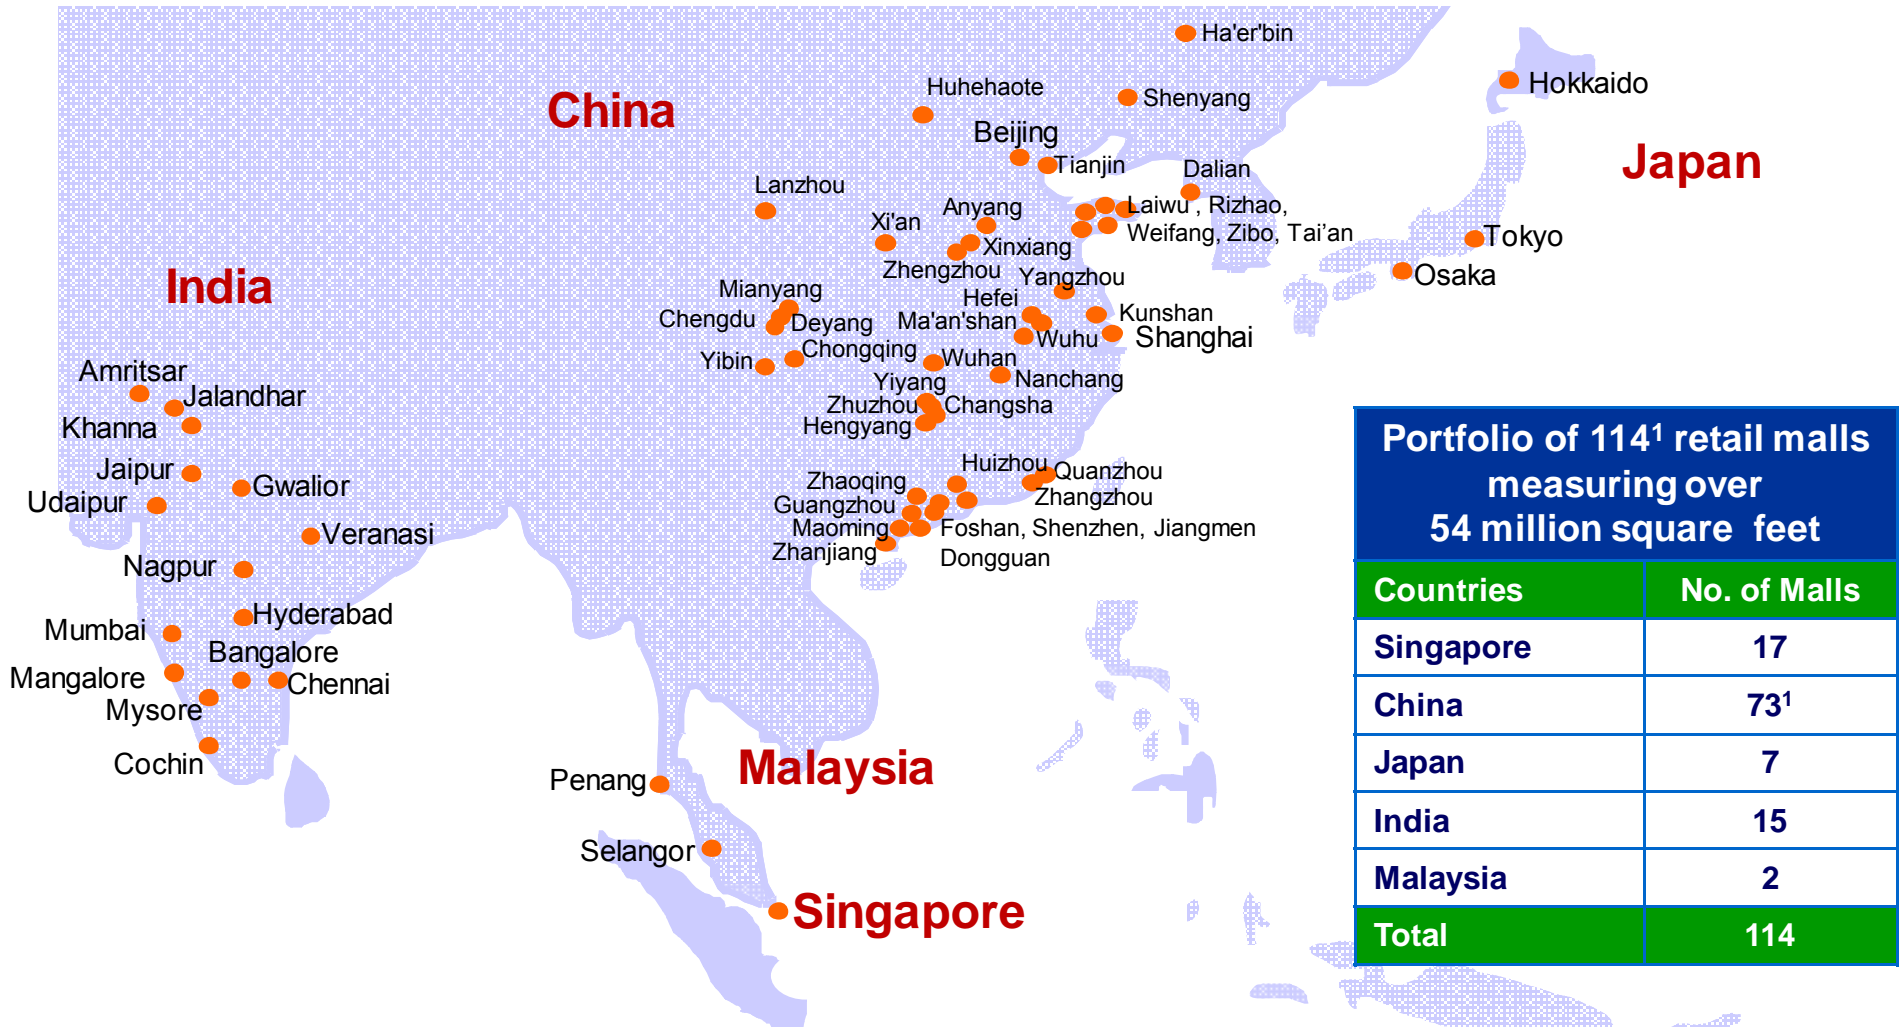 Ha'er'bin
Huhehaote
Shenyang
Hokkaido
China
Beijing
Tianjin
Dalian
Japan
Lanzhou
Anyang
Laiwu , Rizhao,
Weifang, Zibo, Tai’an
Xi'an
Xinxiang
Tokyo
Zhengzhou
Yangzhou
Osaka
India
Mianyang
Hefei
Chengdu
Deyang
Ma'an'shan
Kunshan
Wuhu
Shanghai
Yibin
Chongqing
Wuhan
Amritsar
Yiyang
Nanchang
Jalandhar
Zhuzhou
Changsha
Khanna
Hengyang
Jaipur
Huizhou
Quanzhou
Gwalior
Zhaoqing
Zhangzhou
Udaipur
Guangzhou
Veranasi
Maoming
Foshan, Shenzhen, Jiangmen
Dongguan
Zhanjiang
Nagpur
Hyderabad
Mumbai
Bangalore
Mangalore
Chennai
Mysore
Cochin
Malaysia
Penang
Selangor
Singapore
Portfolio of 114¹ retail malls
measuring over
54 million square feet
Countries No. of Malls
Singapore 17
China 73¹
Japan 7
India 15
Malaysia 2
Total 114